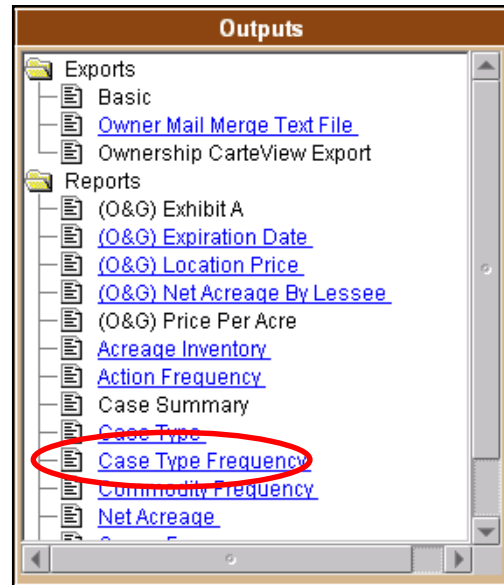 Outputs
Exports
Basic
Owner Mail Merge Text File
Ownership CarteView Export
Reports
(O&G) Exhibit A
(O&G) Expiration Date
(O&G) Location Price
(O&G) Net Acreage By Lessee
(O&G) Price Per Acre
Acreage Inventory
Action Frequency
Case Summary
Case Type
Case Type Frequency
Commodity Frequency
Net Acreage